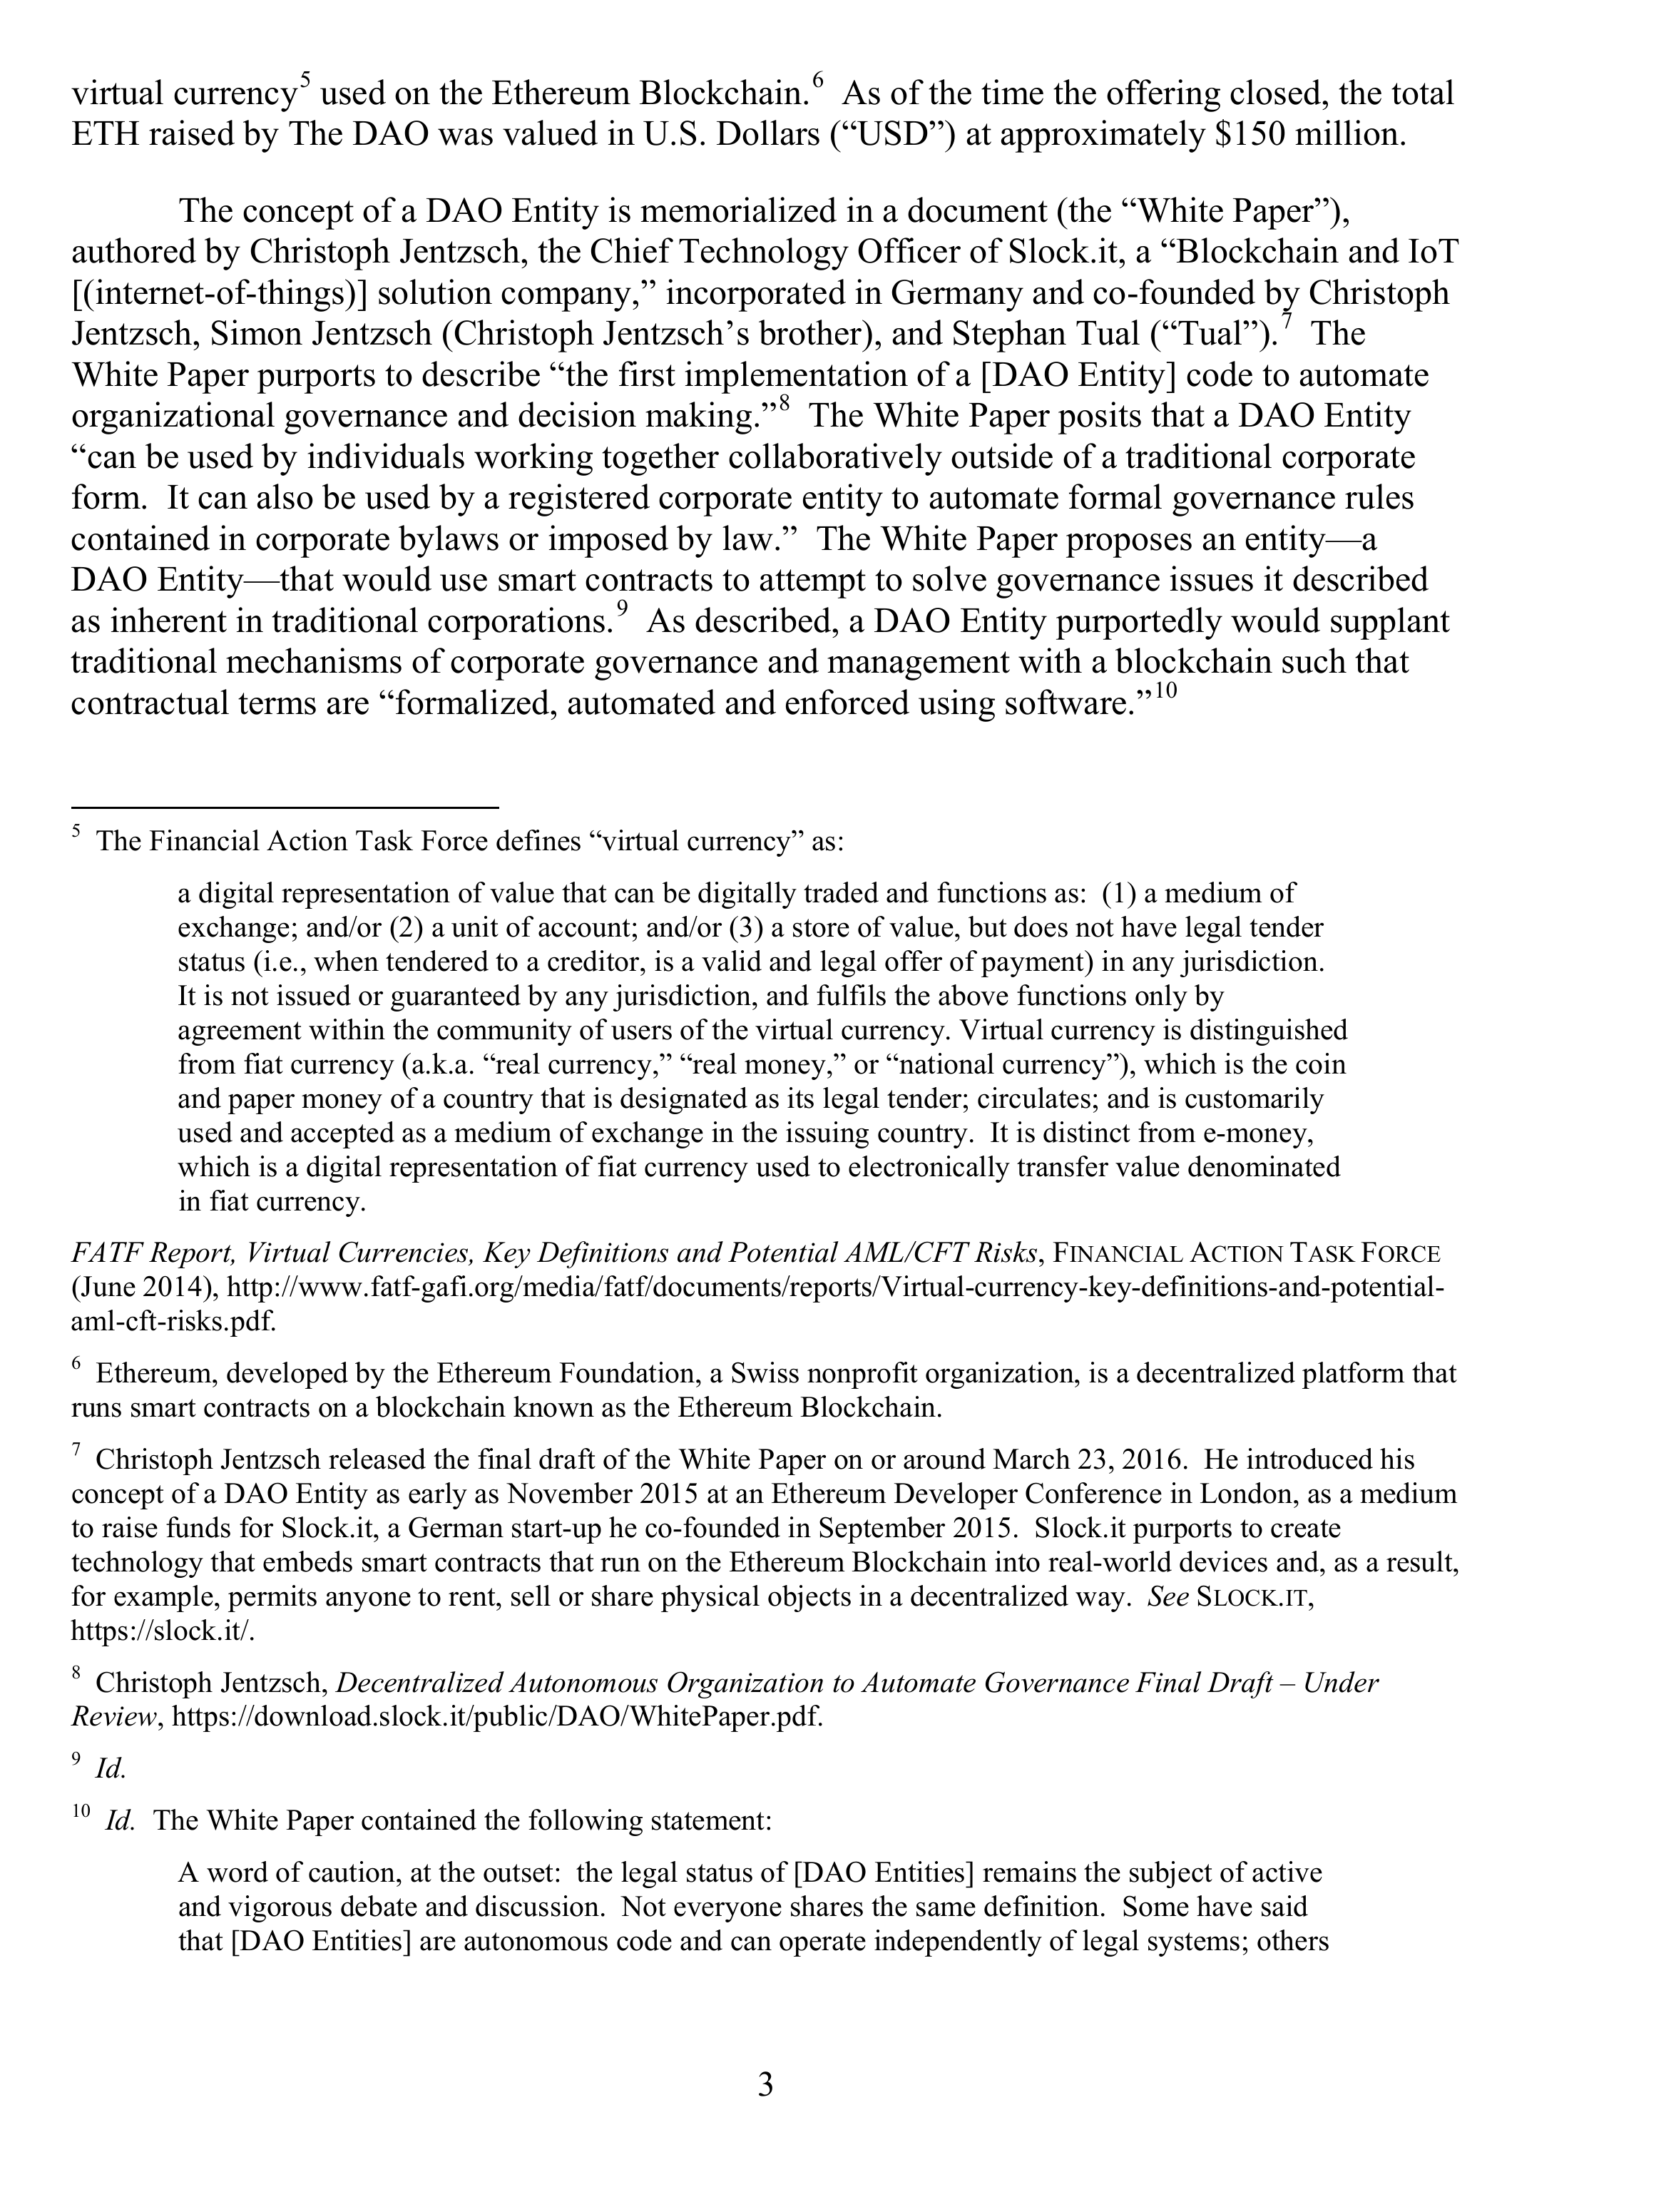 virtual currency5 used on the Ethereum Blockchain.6  As of the time the offering closed, the total
ETH raised by The DAO was valued in U.S. Dollars (“USD”) at approximately $150 million.
The concept of a DAO Entity is memorialized in a document (the “White Paper”),
authored by Christoph Jentzsch, the Chief Technology Officer of Slock.it, a “Blockchain and IoT
[(internet-of-things)] solution company,” incorporated in Germany and co-founded by Christoph
Jentzsch, Simon Jentzsch (Christoph Jentzsch’s brother), and Stephan Tual (“Tual”).7  The
White Paper purports to describe “the first implementation of a [DAO Entity] code to automate
organizational governance and decision making.”8  The White Paper posits that a DAO Entity
“can be used by individuals working together collaboratively outside of a traditional corporate
form.  It can also be used by a registered corporate entity to automate formal governance rules
contained in corporate bylaws or imposed by law.”  The White Paper proposes an entity—a
DAO Entity—that would use smart contracts to attempt to solve governance issues it described
as inherent in traditional corporations.9  As described, a DAO Entity purportedly would supplant
traditional mechanisms of corporate governance and management with a blockchain such that
contractual terms are “formalized, automated and enforced using software.”10
5  The Financial Action Task Force defines “virtual currency” as:
a digital representation of value that can be digitally traded and functions as:  (1) a medium of
exchange; and/or (2) a unit of account; and/or (3) a store of value, but does not have legal tender
status (i.e., when tendered to a creditor, is a valid and legal offer of payment) in any jurisdiction.
It is not issued or guaranteed by any jurisdiction, and fulfils the above functions only by
agreement within the community of users of the virtual currency. Virtual currency is distinguished
from fiat currency (a.k.a. “real currency,” “real money,” or “national currency”), which is the coin
and paper money of a country that is designated as its legal tender; circulates; and is customarily
used and accepted as a medium of exchange in the issuing country.  It is distinct from e-money,
which is a digital representation of fiat currency used to electronically transfer value denominated
in fiat currency.
FATF Report, Virtual Currencies, Key Definitions and Potential AML/CFT Risks, FINANCIAL ACTION TASK FORCE
(June 2014), http://www.fatf-gafi.org/media/fatf/documents/reports/Virtual-currency-key-definitions-and-potential-
aml-cft-risks.pdf.
6  Ethereum, developed by the Ethereum Foundation, a Swiss nonprofit organization, is a decentralized platform that
runs smart contracts on a blockchain known as the Ethereum Blockchain.
7  Christoph Jentzsch released the final draft of the White Paper on or around March 23, 2016.  He introduced his
concept of a DAO Entity as early as November 2015 at an Ethereum Developer Conference in London, as a medium
to raise funds for Slock.it, a German start-up he co-founded in September 2015.  Slock.it purports to create
technology that embeds smart contracts that run on the Ethereum Blockchain into real-world devices and, as a result,
for example, permits anyone to rent, sell or share physical objects in a decentralized way.  See SLOCK.IT,
https://slock.it/.
8  Christoph Jentzsch, Decentralized Autonomous Organization to Automate Governance Final Draft – Under
Review, https://download.slock.it/public/DAO/WhitePaper.pdf.
9  Id.
10  Id.  The White Paper contained the following statement:
A word of caution, at the outset:  the legal status of [DAO Entities] remains the subject of active
and vigorous debate and discussion.  Not everyone shares the same definition.  Some have said
that [DAO Entities] are autonomous code and can operate independently of legal systems; others
3